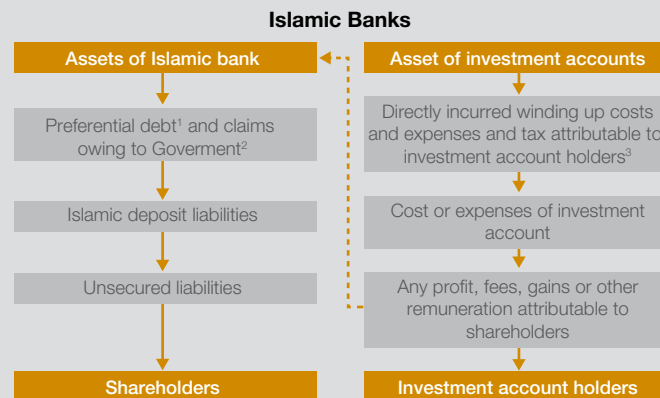 Islamic Banks
Assets of Islamic bank
Preferential debt¹ and claims
owing to Goverment²
Islamic deposit liabilities
Unsecured liabilities
Shareholders
Asset of investment accounts
Directly incurred winding up costs
and expenses and tax attributable to
investment account holders³
Cost or expenses of investment
account
Any profit, fees, gains or other
remuneration attributable to
shareholders
Investment account holders